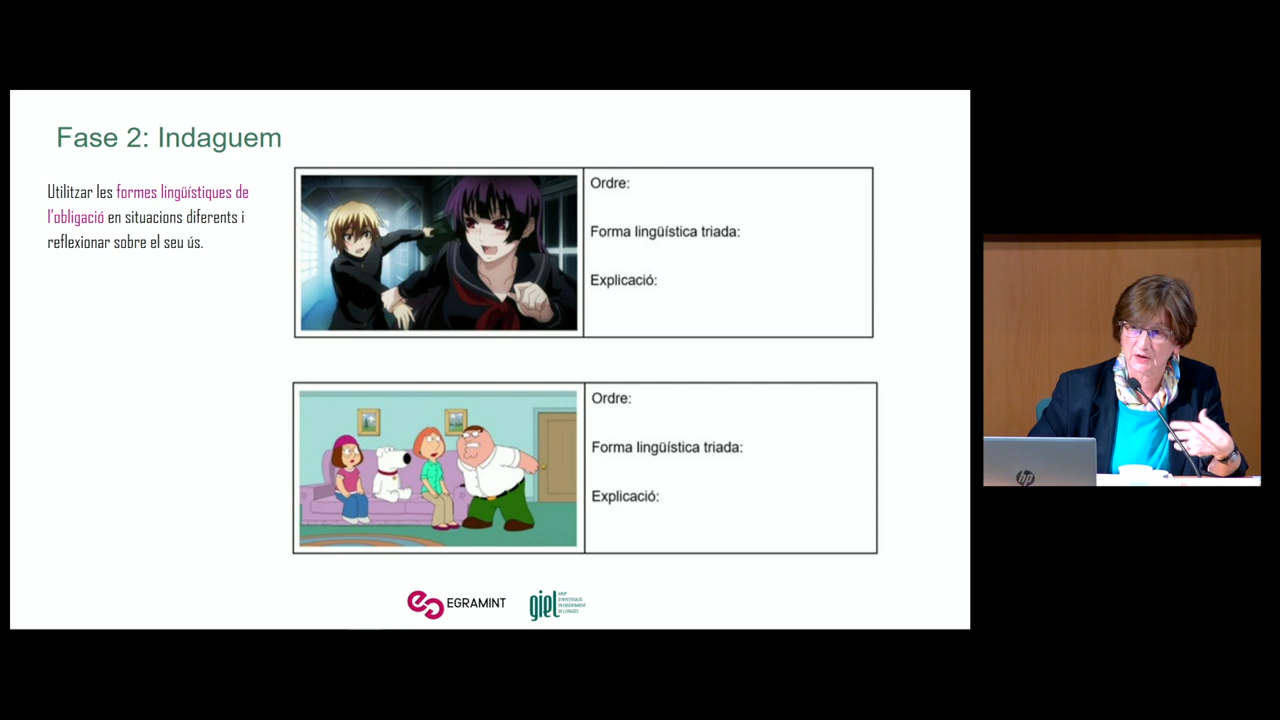 Fase 2: Indaguem
Utilitzar les formes lingüístiques de
l'obligació en situacions diferents i
reflexionar sobre el seu ús.
Ordre:
Forma lingüística triada:
Explicació:
Ordre:
Forma lingüística triada:
Explicació:
EGRAMINT
giel
GRUP
D'INVESTIGACIÓ
EN ENSENYAMENT
DE LLENGÜES
hp